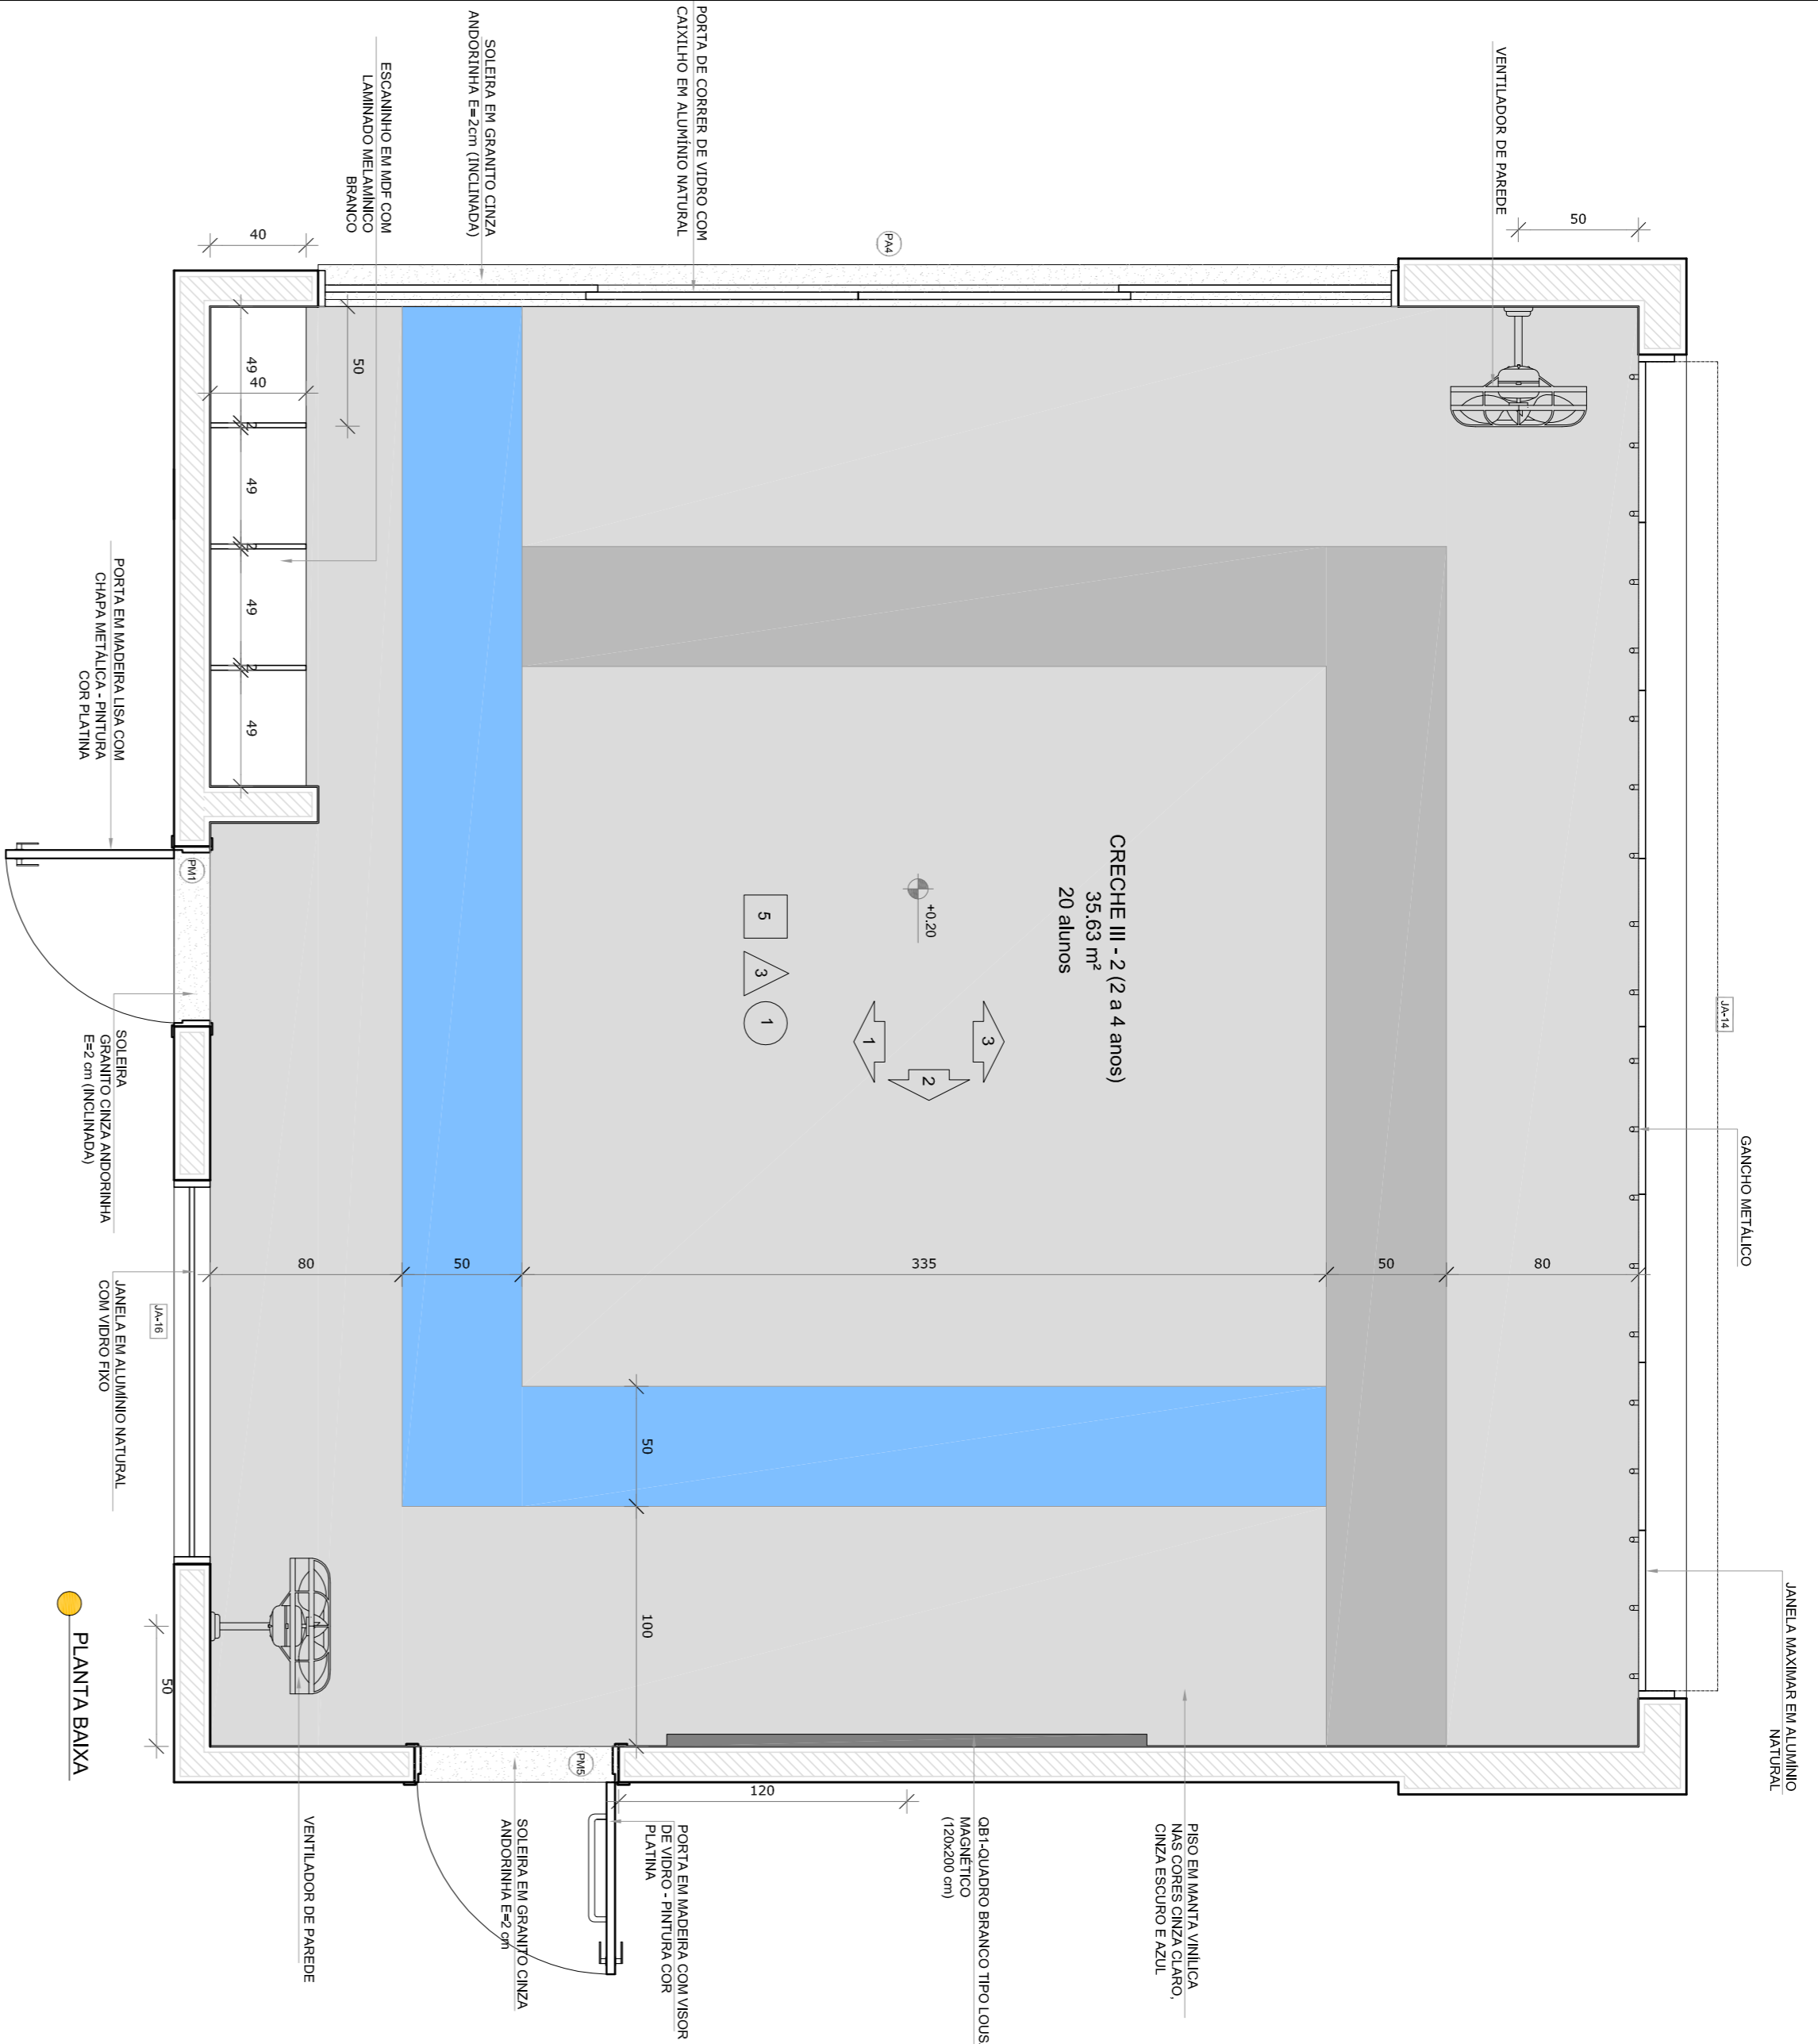 VENTILADOR DE PAREDE
PORTA DE CORRER DE VIDRO COM
CAIXILHO EM ALUMÍNIO NATURAL
SOLEIRA EM GRANITO CINZA
ANDORINHA E=2cm (INCLINADA)
ESCANINHO EM MDF COM
LAMINADO MELAMÍNICO
BRANCO
50
PA4
40
JA-14
GANCHO METÁLICO
JANELA MAXIMAR EM ALUMÍNIO
NATURAL
50
49
40
2
49
2
49
2
49
CRECHE III - 2 (2 a 4 anos)
35.63 m²
20 alunos
+0.20
3
2
1
5
3
1
PORTA EM MADEIRA LISA COM
CHAPA METÁLICA - PINTURA
COR PLATINA
PM1
SOLEIRA
GRANITO CINZA ANDORINHA
E=2 cm (INCLINADA)
80
50
335
50
80
JA-16
JANELA EM ALUMÍNIO NATURAL
COM VIDRO FIXO
50
100
50
PM5
120
PISO EM MANTA VINÍLICA
NAS CORES CINZA CLARO,
CINZA ESCURO E AZUL
QB1-QUADRO BRANCO TIPO LOUS
MAGNÉTICO
(120x200 cm)
PORTA EM MADEIRA COM VISOR
DE VIDRO - PINTURA COR
PLATINA
SOLEIRA EM GRANITO CINZA
ANDORINHA E=2 cm
VENTILADOR DE PAREDE
PLANTA BAIXA